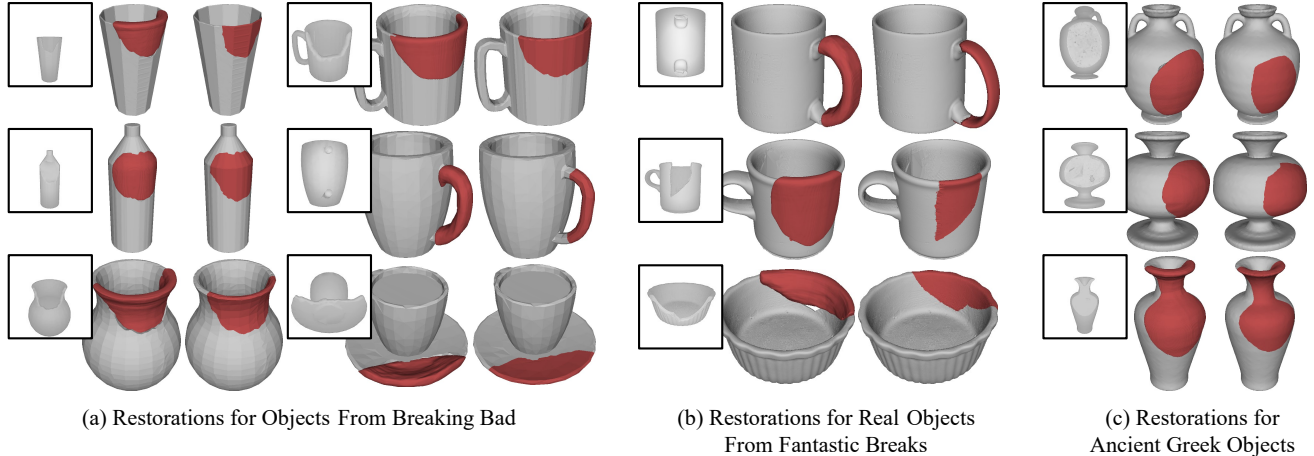 (a) Restorations for Objects From Breaking Bad
(b) Restorations for Real Objects
From Fantastic Breaks
(c) Restorations for
Ancient Greek Objects